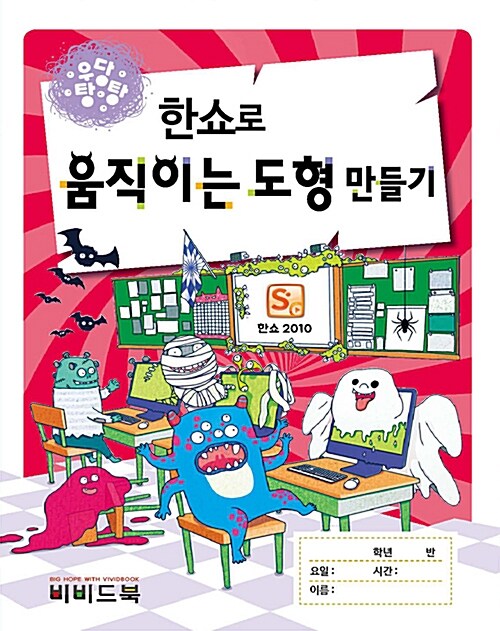 우당
탕탕
한쇼로
움직이는 도형 만들기
한쇼 2010
학년 반
요일 : 시간 :
이름 :
BIG HOPE WITH VIVIDBOOK
비비드북